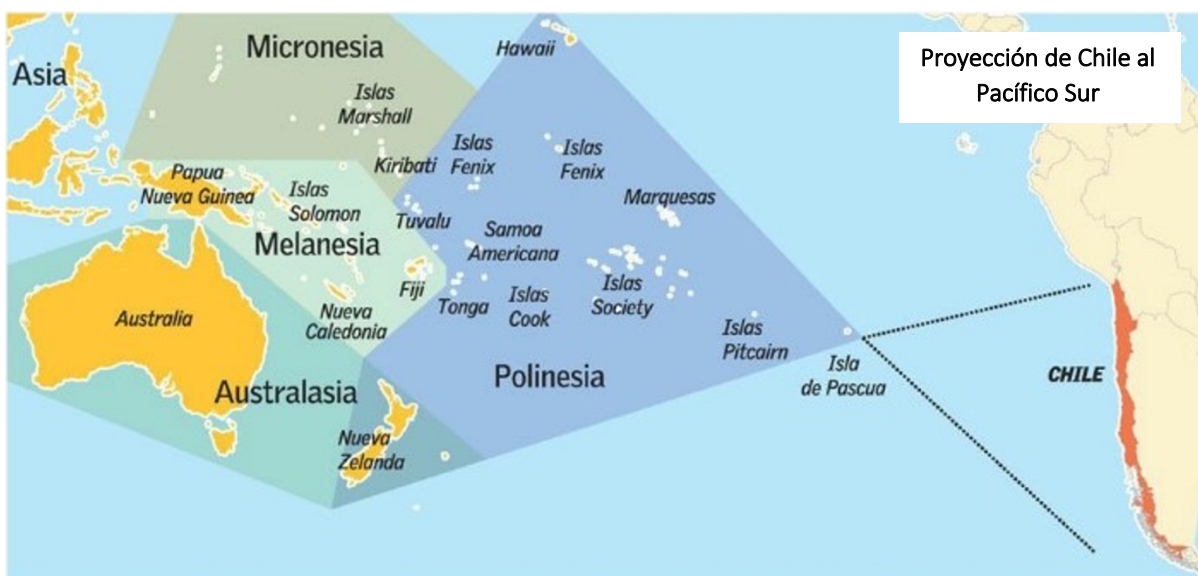 Proyección de Chile al
Pacífico Sur
Asia
Micronesia
Hawaii
Islas
Marshall
Kiribati
Islas
Fenix
Islas
Fenix
Papua
Nueva Guinea
Islas
Solomon
Tuvalu
Marquesas
Melanesia
Samoa
Americana
Fiji
Tonga
Islas
Cook
Islas
Society
Australia
Nueva
Caledonia
Islas
Pitcairn
Isla
de Pascua
CHILE
Polinesia
Australasia
Nueva
Zelanda